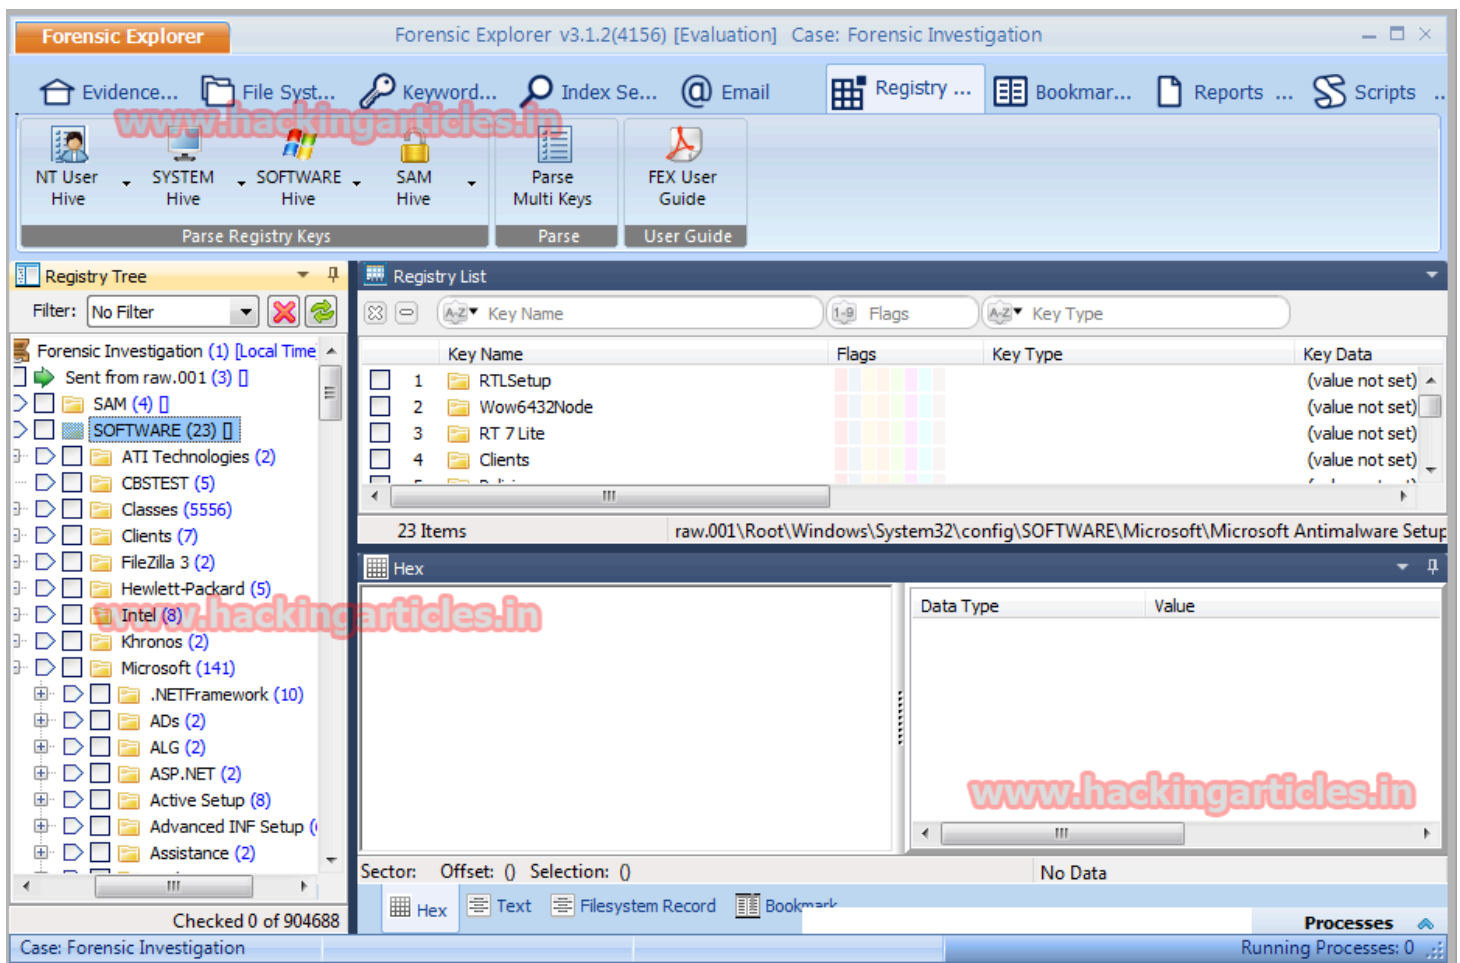 Forensic Explorer
Forensic Explorer v3.1.2(4156) [Evaluation] Case: Forensic Investigation
Evidence... File Syst... Keyword... Index Se... Email Registry ... Bookmar... Reports ... Scripts ..
www.hackingarticles.in
NT User Hive
SYSTEM Hive
SOFTWARE Hive
SAM Hive
Parse Multi Keys
FEX User Guide
Parse Registry Keys
Parse
User Guide
Registry Tree
Filter: No Filter
Forensic Investigation (1) [Local Time
Sent from raw.001 (3) []
SAM (4) []
SOFTWARE (23) []
ATI Technologies (2)
CBSTEST (5)
Classes (5556)
Clients (7)
FileZilla 3 (2)
Hewlett-Packard (5)
Intel (8)
Khronos (2)
Microsoft (141)
.NETFramework (10)
ADs (2)
ALG (2)
ASP.NET (2)
Active Setup (8)
Advanced INF Setup (
Assistance (2)
Checked 0 of 904688
Registry List
A-Z Key Name 1-9 Flags A-Z Key Type
Key Name Flags Key Type Key Data
1 RTLSetup (value not set)
2 Wow6432Node (value not set)
3 RT 7 Lite (value not set)
4 Clients (value not set)
23 Items raw.001\Root\Windows\System32\config\SOFTWARE\Microsoft\Microsoft Antimalware Setup
Hex
Data Type Value
www.hackingarticles.in
www.hackingarticles.in
Sector: Offset: () Selection: () No Data
Hex Text Filesystem Record Bookmark
Processes
Case: Forensic Investigation Running Processes: 0